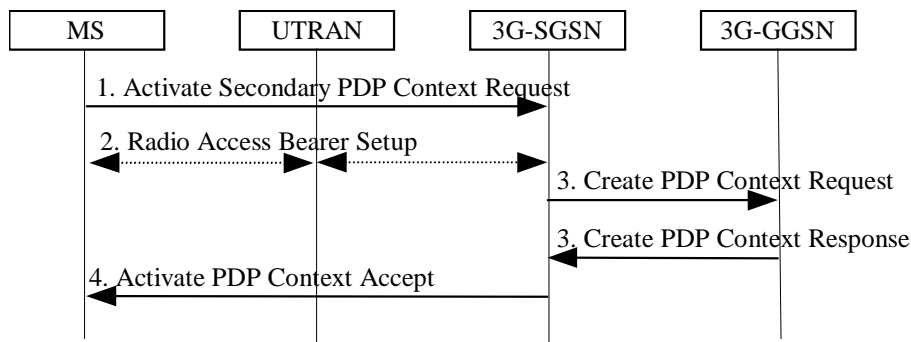 MS
UTRAN
3G-SGSN
3G-GGSN
1. Activate Secondary PDP Context Request
2. Radio Access Bearer Setup
3. Create PDP Context Request
3. Create PDP Context Response
4. Activate PDP Context Accept